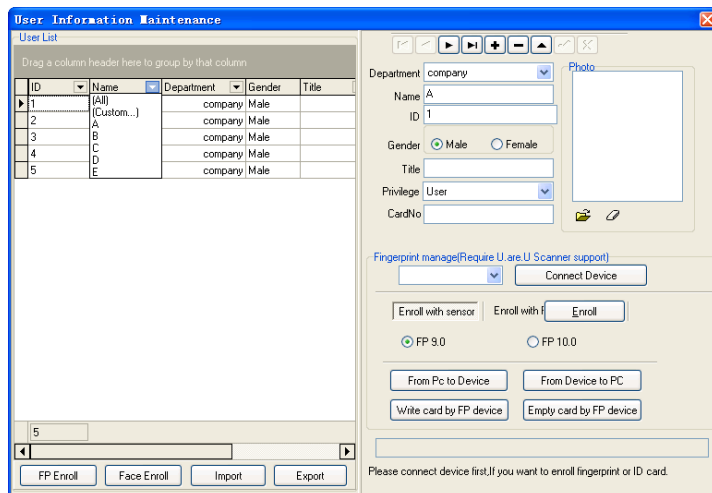 User Information Maintenance
User List
Drag a column header here to group by that column
ID Name Department Gender Title
1 company Male
2 company Male
3 company Male
4 company Male
5 company Male
(All)
(Custom...)
A
B
C
D
E
5
FP Enroll Face Enroll Import Export
Department company
Name A
ID 1
Gender Male Female
Title
Privilege User
CardNo
Photo
Fingerprint manage(Require U.are.U Scanner support)
Connect Device
Enroll with sensor Enroll with F Enroll
FP 9.0 FP 10.0
From Pc to Device From Device to PC
Write card by FP device Empty card by FP device
Please connect device first,If you want to enroll fingerprint or ID card.